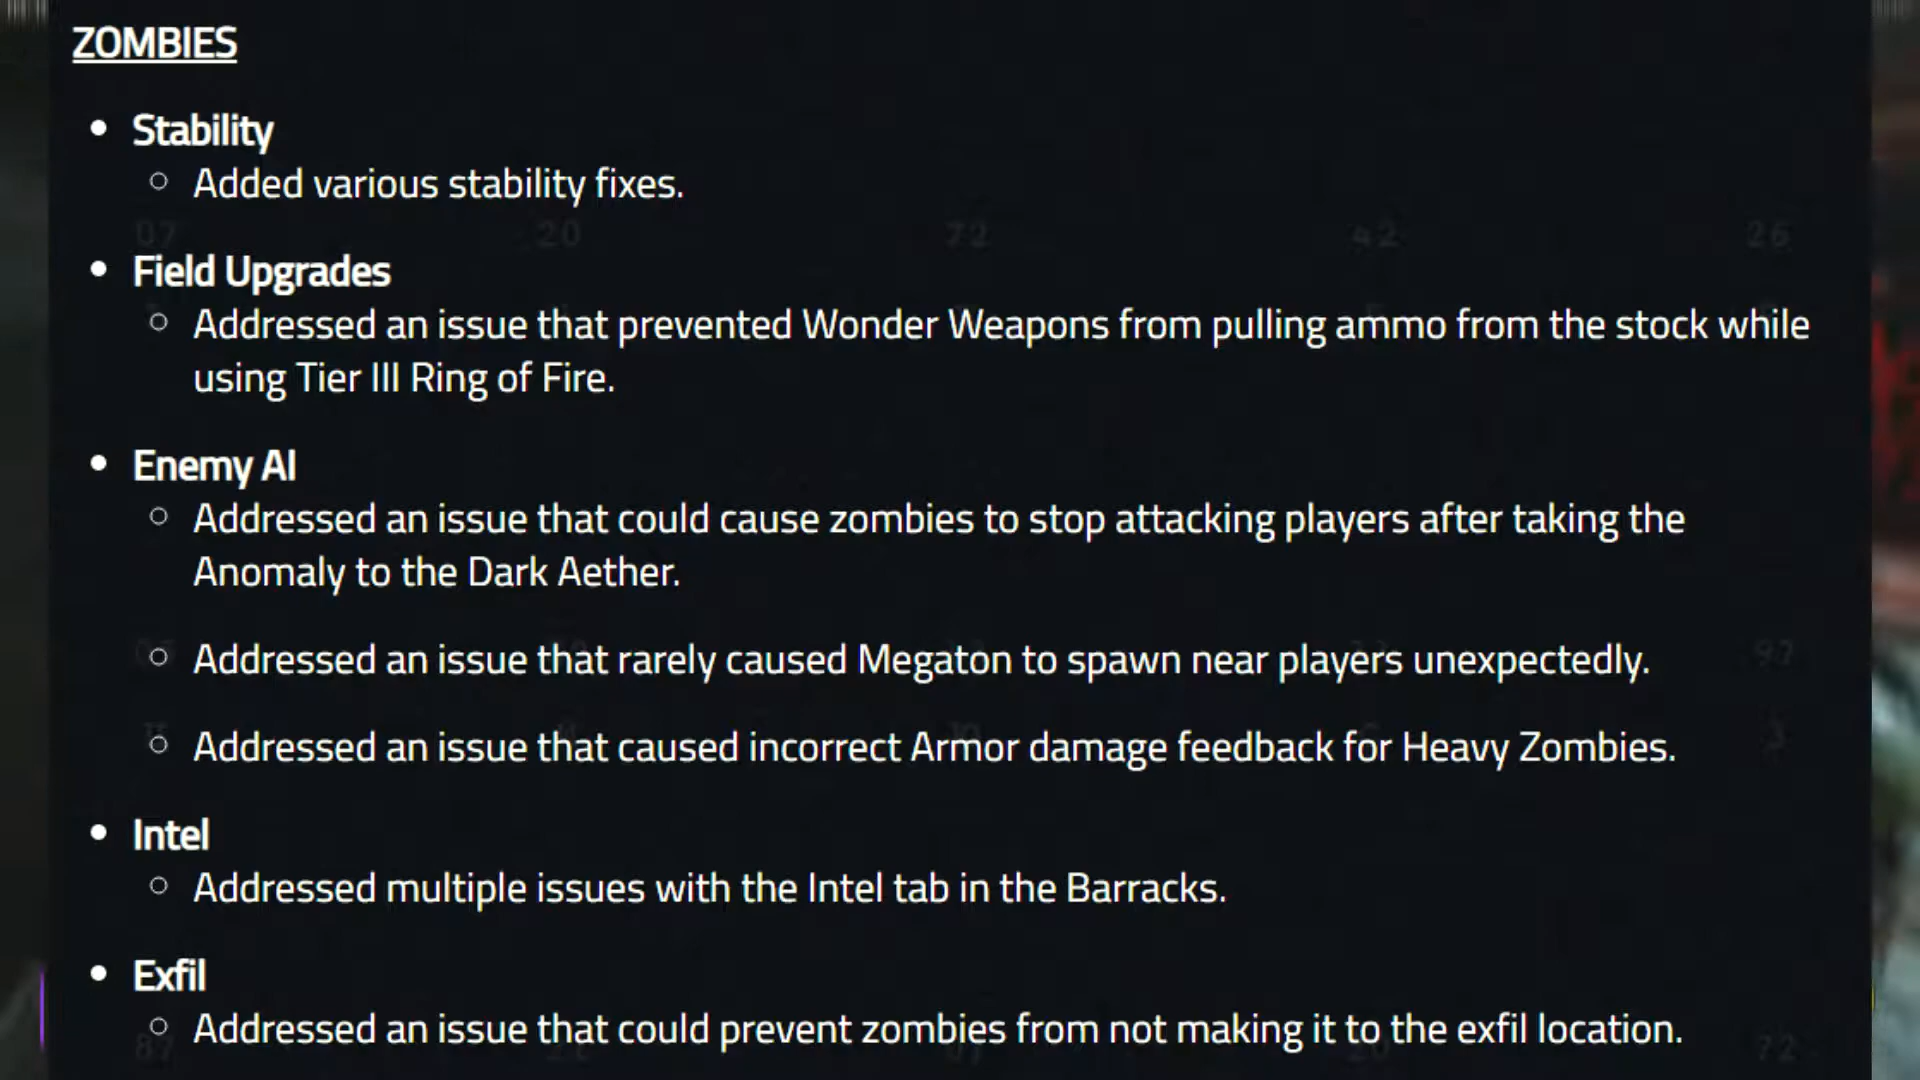 ZOMBIES
Stability
Added various stability fixes.
07 20 72 42 26
Field Upgrades
Addressed an issue that prevented Wonder Weapons from pulling ammo from the stock while
using Tier III Ring of Fire.
Enemy AI
Addressed an issue that could cause zombies to stop attacking players after taking the
Anomaly to the Dark Aether.
Addressed an issue that rarely caused Megaton to spawn near players unexpectedly.
Addressed an issue that caused incorrect Armor damage feedback for Heavy Zombies.
Intel
Addressed multiple issues with the Intel tab in the Barracks.
Exfil
Addressed an issue that could prevent zombies from not making it to the exfil location.